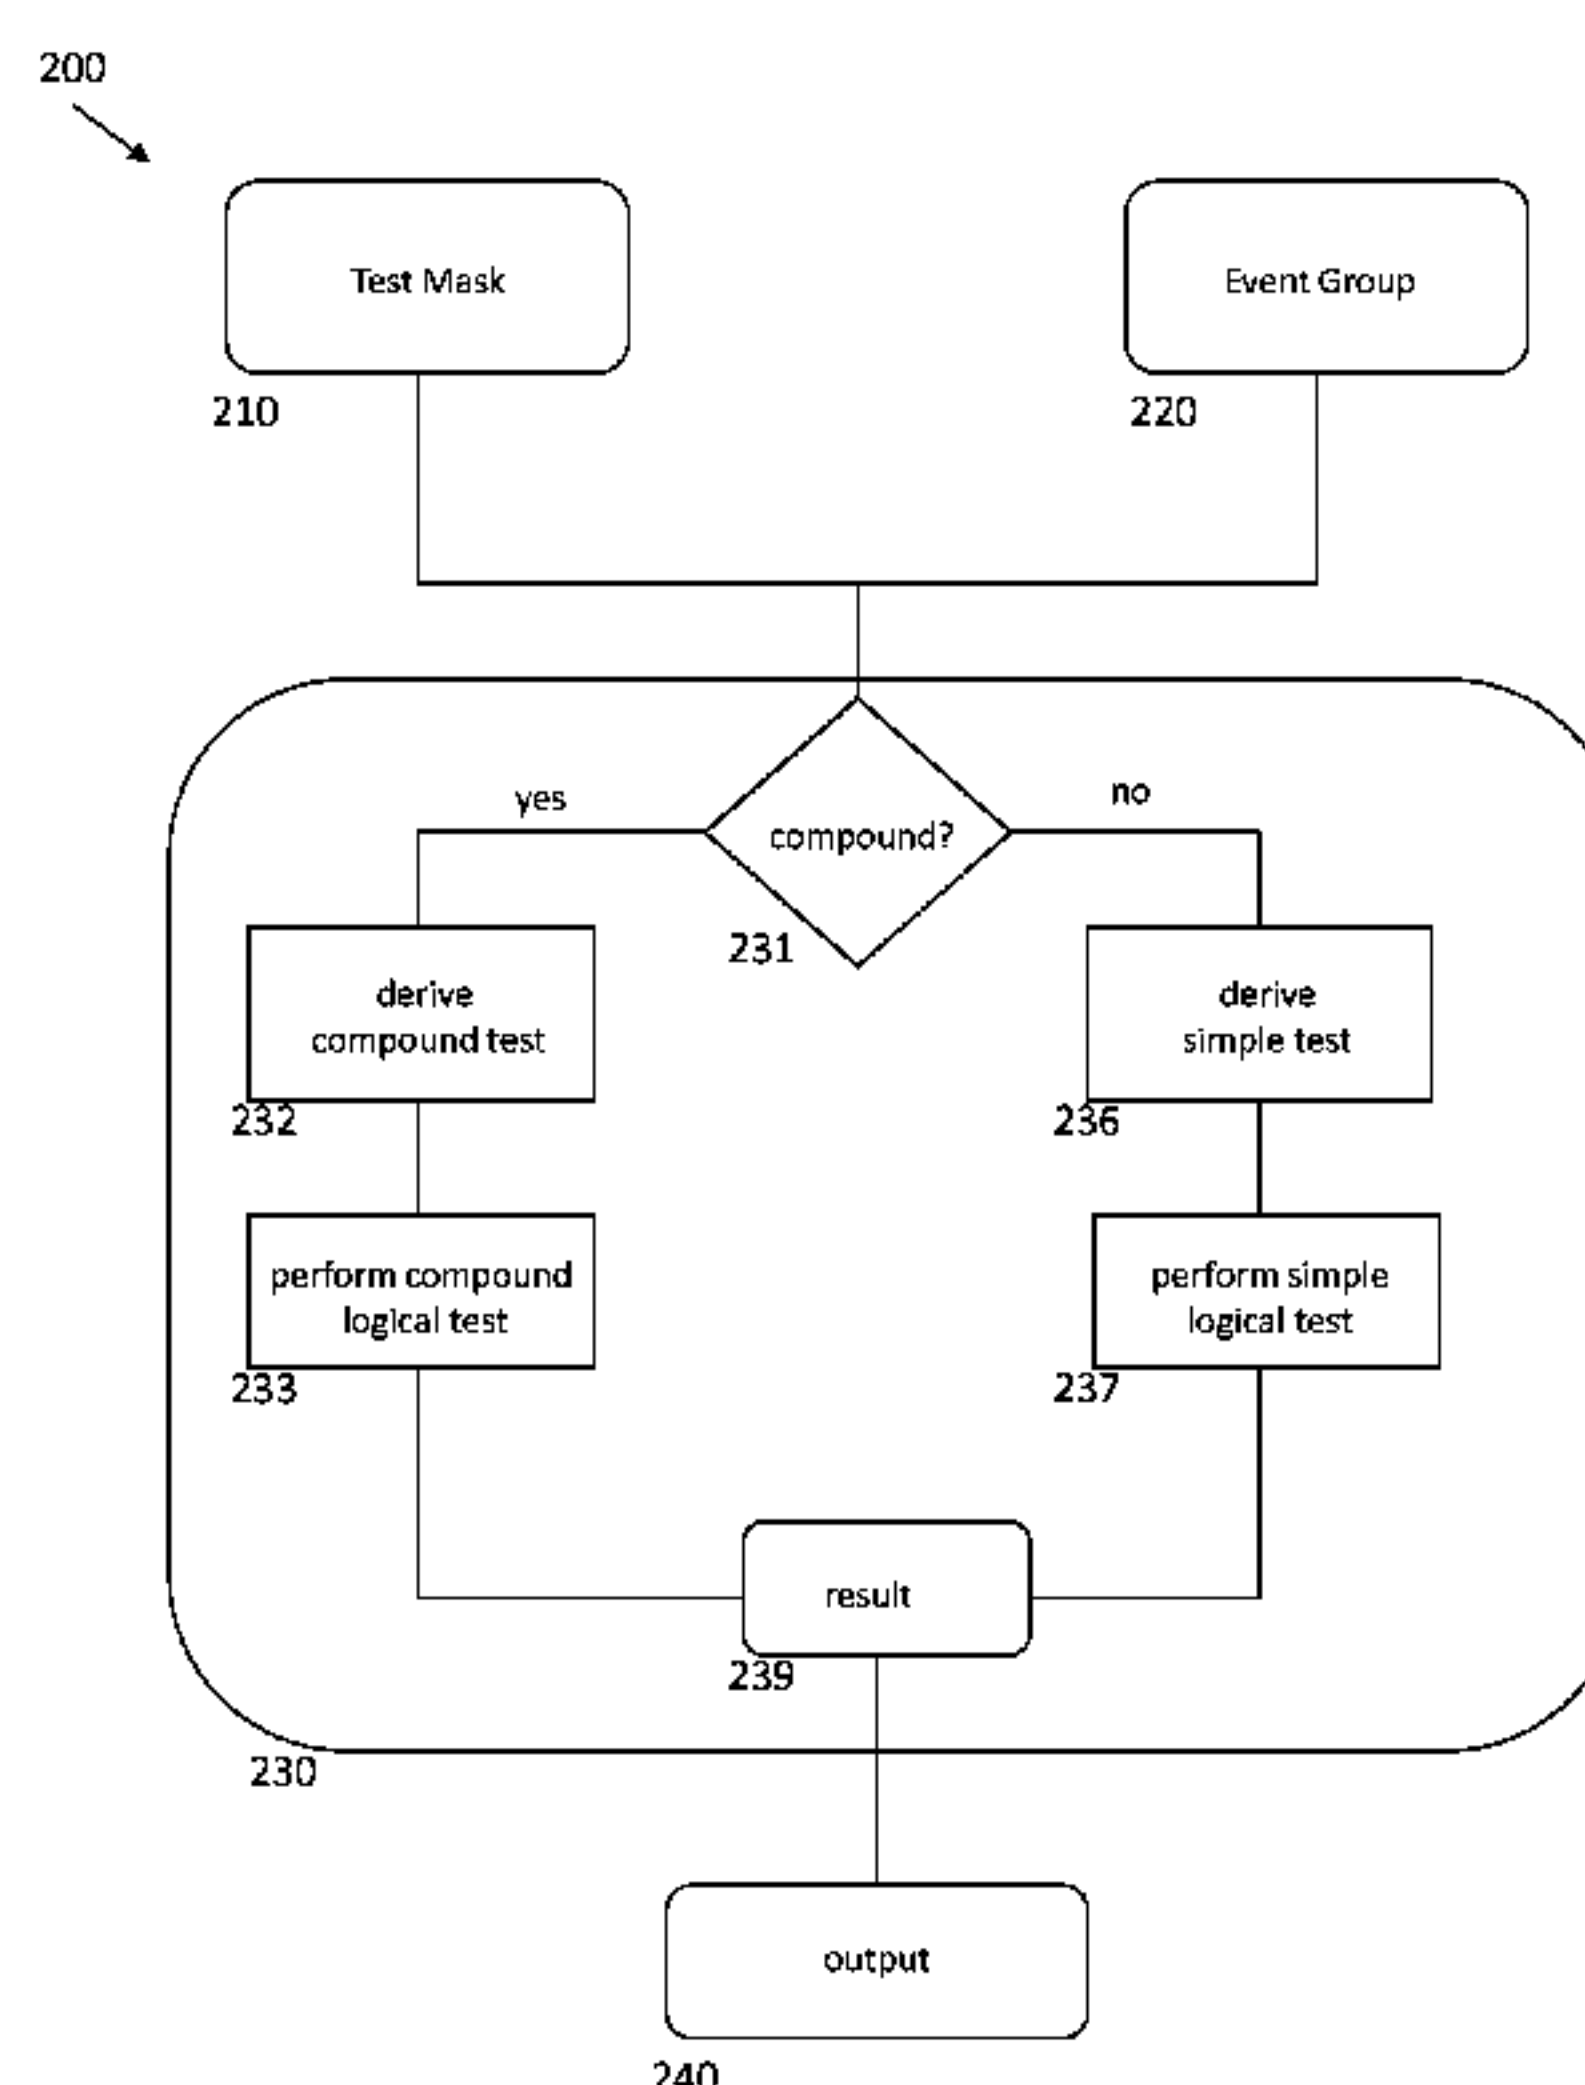 200
Test Mask
Event Group
210
220
yes
no
compound?
231
derive
compound test
derive
simple test
232
236
perform compound
logical test
perform simple
logical test
233
237
result
239
230
output
240